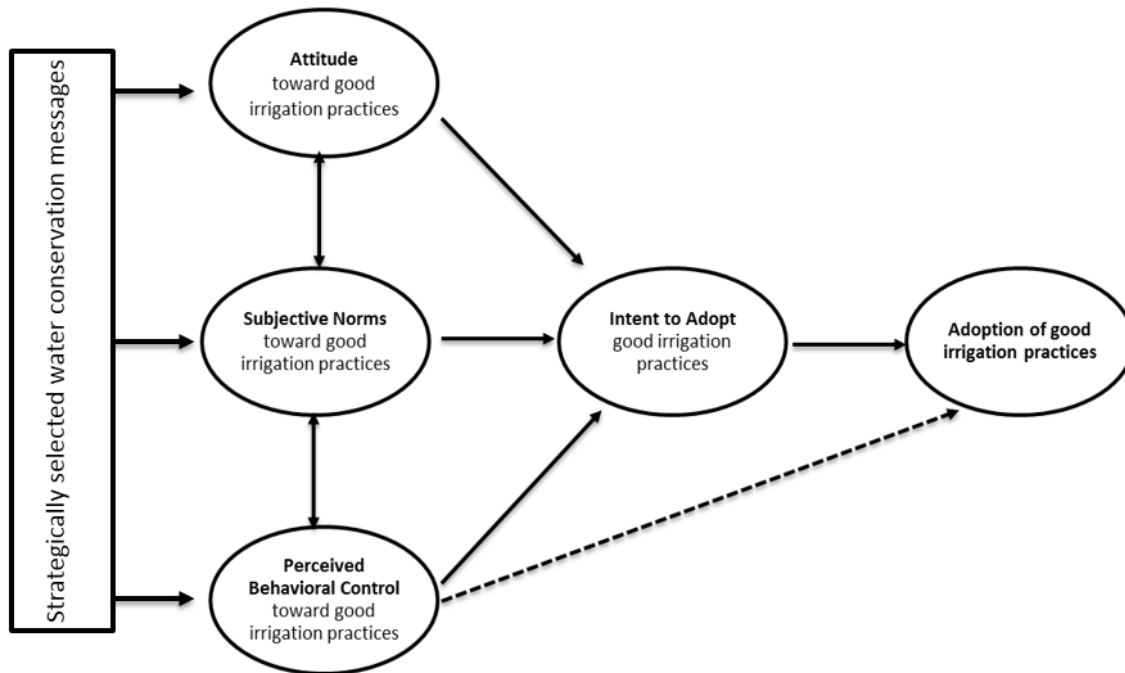 Strategically selected water conservation messages
Attitude
toward good
irrigation practices
Subjective Norms
toward good
irrigation practices
Perceived
Behavioral Control
toward good
irrigation practices
Intent to Adopt
good irrigation
practices
Adoption of good
irrigation practices